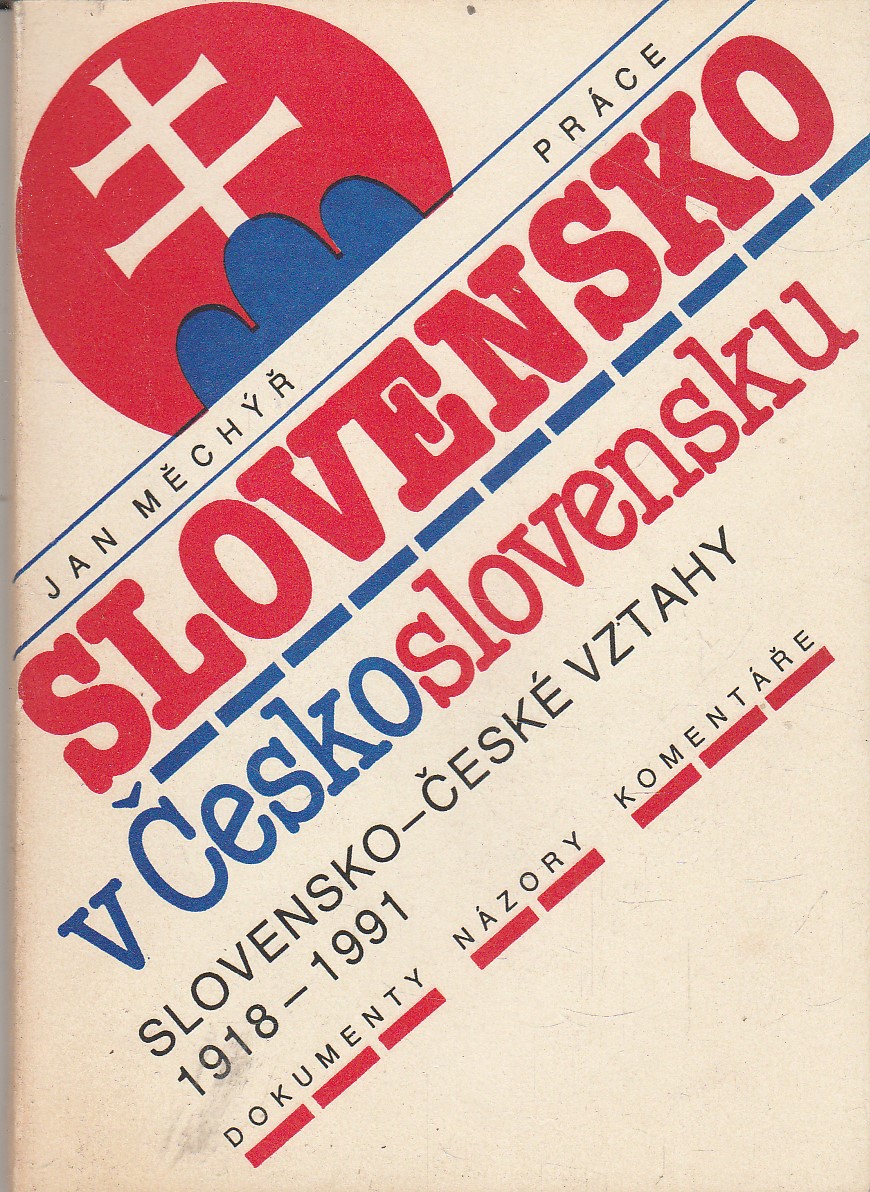 JAN MĚCHÝŘ PRÁCE
SLOVENSKO
v Československu
SLOVENSKO–ČESKÉ VZTAHY
1918–1991
DOKUMENTY NÁZORY KOMENTÁŘE